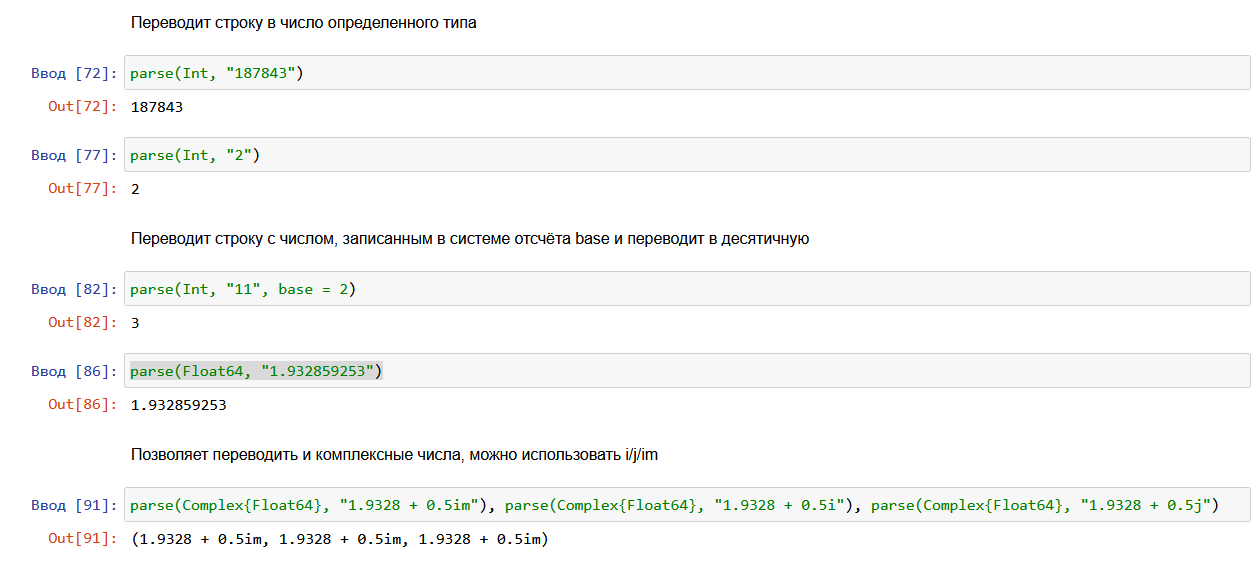 Переводит строку в число определенного типа
Ввод [72]: parse(Int, "187843")
Out[72]: 187843
Ввод [77]: parse(Int, "2")
Out[77]: 2
Переводит строку с числом, записанным в системе отсчёта base и переводит в десятичную
Ввод [82]: parse(Int, "11", base = 2)
Out[82]: 3
Ввод [86]: parse(Float64, "1.932859253")
Out[86]: 1.932859253
Позволяет переводить и комплексные числа, можно использовать i/j/im
Ввод [91]: parse(Complex{Float64}, "1.9328 + 0.5im"), parse(Complex{Float64}, "1.9328 + 0.5i"), parse(Complex{Float64}, "1.9328 + 0.5j")
Out[91]: (1.9328 + 0.5im, 1.9328 + 0.5im, 1.9328 + 0.5im)